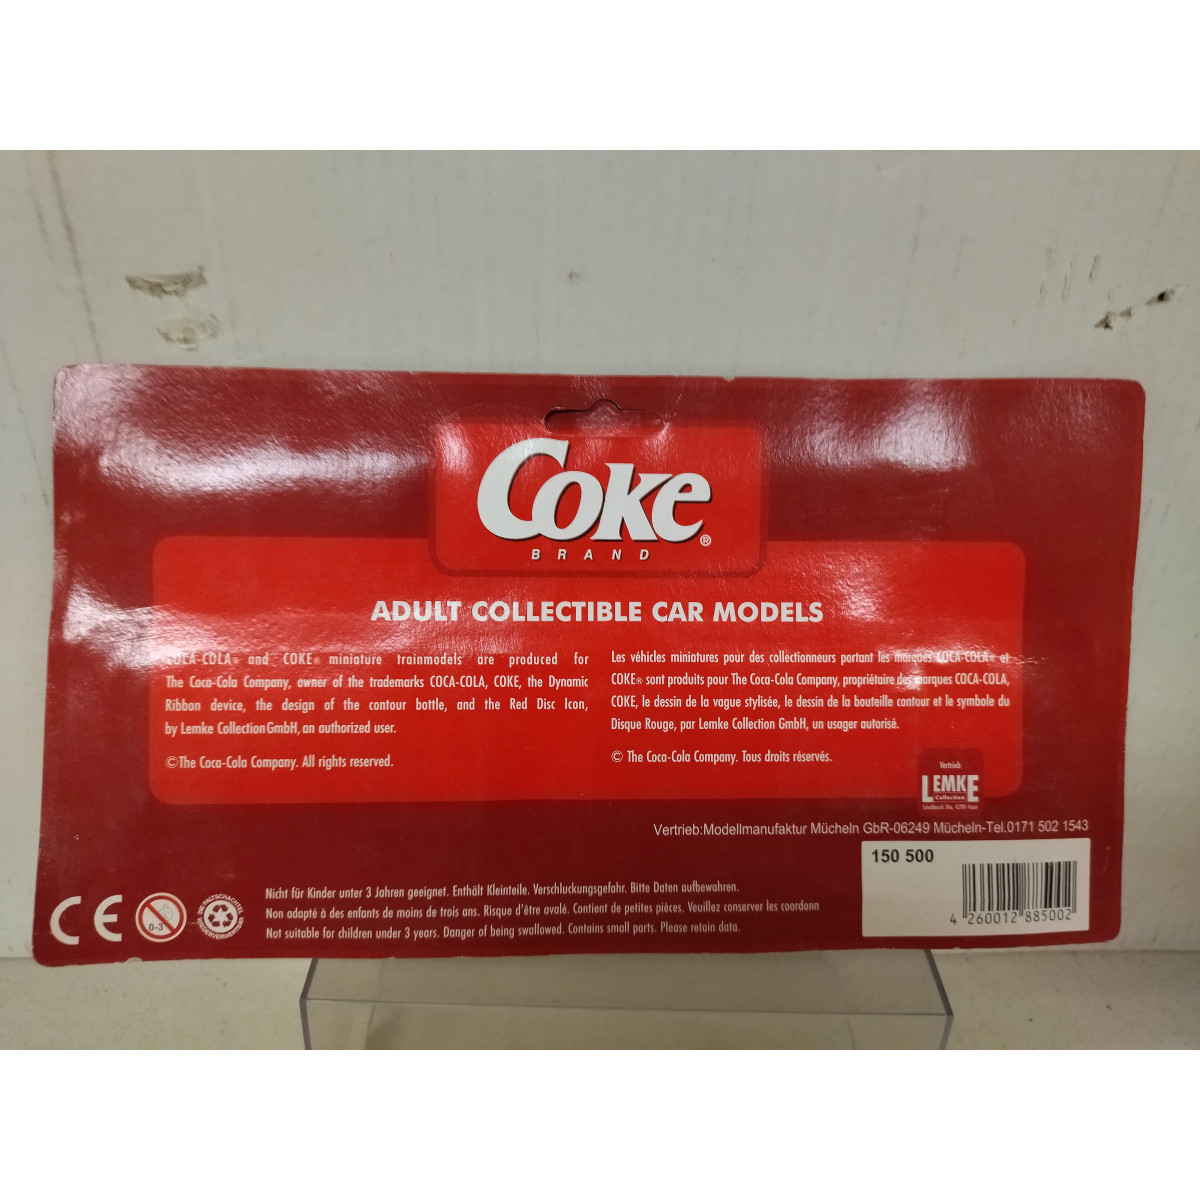 Coke®
BRAND
ADULT COLLECTIBLE CAR MODELS
COCA-COLA® and COKE® miniature trainmodels are produced for
The Coca-Cola Company, owner of the trademarks COCA-COLA, COKE, the Dynamic
Ribbon device, the design of the contour bottle, and the Red Disc Icon,
by Lemke Collection GmbH, an authorized user.
© The Coca-Cola Company. All rights reserved.
Les véhicles miniatures pour des collectionneurs portant les marques COCA-COLA® et
COKE® sont produits pour The Coca-Cola Company, propriétaire des marques COCA-COLA,
COKE, le dessin de la vague stylisée, le dessin de la bouteille contour et le symbole du
Disque Rouge, par Lemke Collection GmbH, un usager autorisé.
© The Coca-Cola Company. Tous droits réservés.
Vertrieb:
LEMKE
Collection
Vertrieb:Modellmanufaktur Mücheln GbR-06249 Mücheln-Tel.0171 502 1543
150 500
4 260012 885002
Nicht für Kinder unter 3 Jahren geeignet. Enthält Kleinteile. Verschluckungsgefahr. Bitte Daten aufbewahren.
Non adapté à des enfants de moins de trois ans. Risque d'être avalé. Contient de petites pièces. Veuillez conserver les coordonn
Not suitable for children under 3 years. Danger of being swallowed. Contains small parts. Please retain data.
CE
0-3
DIE FALTSCHACHTEL
WIEDERVERWENDBAR